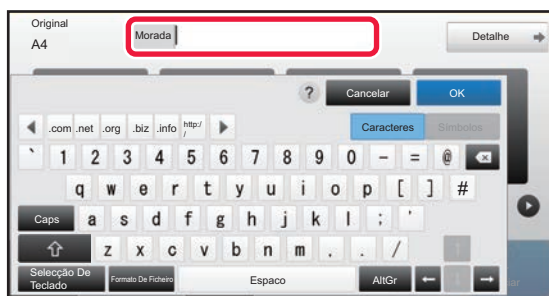 Original
A4
Morada
Detalhe
? Cancelar OK
.com .net .org .biz .info http:/
/
Caracteres Símbolos
` 1 2 3 4 5 6 7 8 9 0 - = @
q w e r t y u i o p [ ] #
Caps a s d f g h j k l ; '
z x c v b n m , . /
Selecção De
Teclado
Formato De Ficheiro
Espaco
AltGr